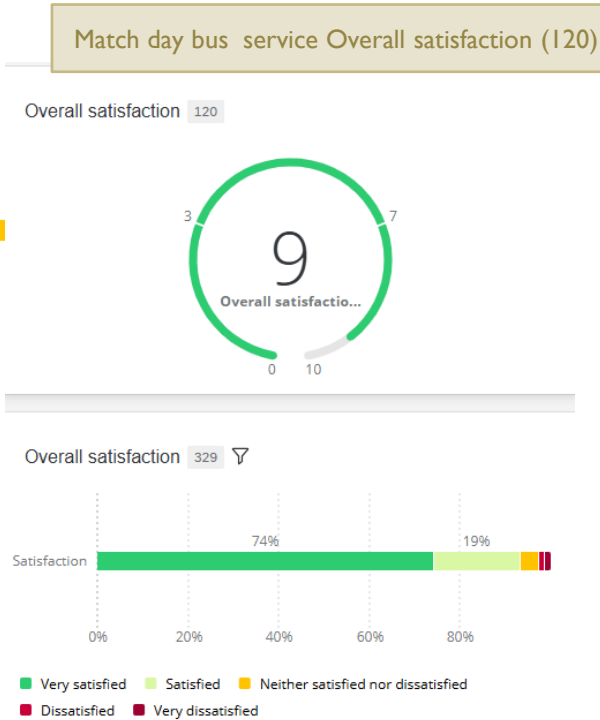 Match day bus service Overall satisfaction (120)
Overall satisfaction 120
3 7
9
Overall satisfactio...
0 10
Overall satisfaction 329
74% 19%
Satisfaction
0% 20% 40% 60% 80%
Very satisfied Satisfied Neither satisfied nor dissatisfied
Dissatisfied Very dissatisfied